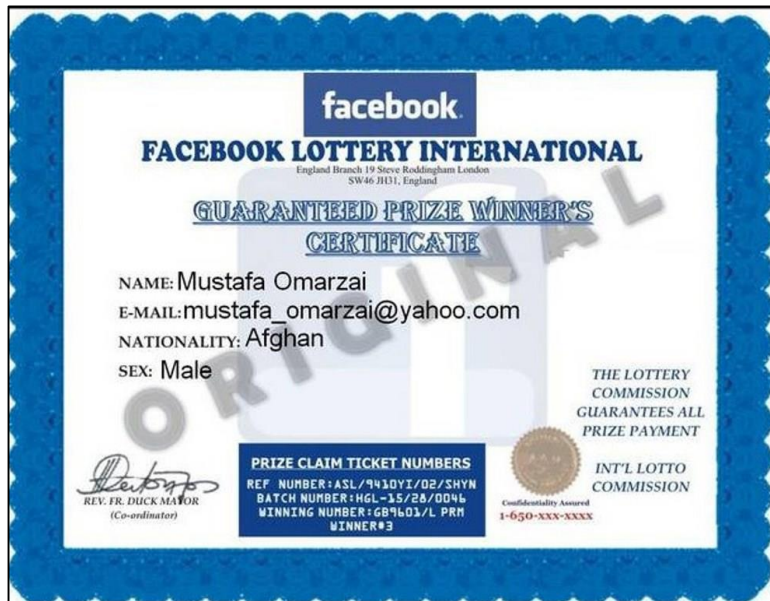 facebook.
FACEBOOK LOTTERY INTERNATIONAL
England Branch 19 Steve Roddingham London
SW46 JH31, England
GUARANTEED PRIZE WINNER'S
CERTIFICATE
ORIGINAL
NAME: Mustafa Omarzai
E-MAIL: mustafa_omarzai@yahoo.com
NATIONALITY: Afghan
SEX: Male
THE LOTTERY
COMMISSION
GUARANTEES ALL
PRIZE PAYMENT
INT'L LOTTO
COMMISSION
REV. FR. DUCK MAYOR
(Co-ordinator)
PRIZE CLAIM TICKET NUMBERS
REF NUMBER:ASL/9410YI/02/SHYN
BATCH NUMBER:HGL-15/28/0046
WINNING NUMBER:GB9601/L PRM
WINNER#3
Confidentiality Assured
1-650-xxx-xxxx